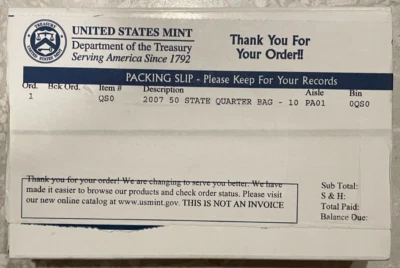 UNITED STATES MINT
Department of the Treasury
Serving America Since 1792
Thank You For
Your Order!!
PACKING SLIP - Please Keep For Your Records
Ord. Bck Ord. Item # Description Aisle Bin
1 QS0 2007 50 STATE QUARTER BAG - 10 PA01 0QS0
Thank you for your order! We are changing to serve you better. We have
made it easier to browse our products and check order status. Please visit
our new online catalog at www.usmint.gov. THIS IS NOT AN INVOICE
Sub Total:
S & H:
Total Paid:
Balance Due: